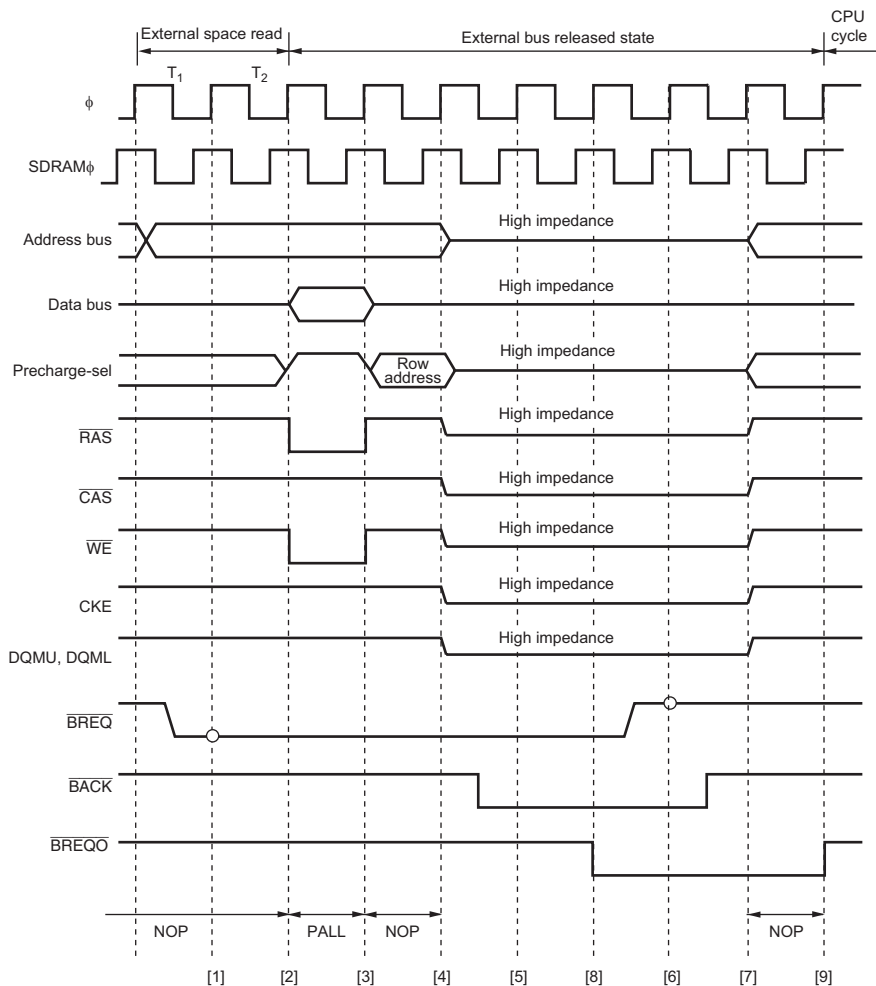 External space read
External bus released state
CPU
cycle
T1
T2
ϕ
SDRAMϕ
Address bus
High impedance
Data bus
High impedance
Precharge-sel
Row
address
High impedance
RAS
High impedance
CAS
High impedance
WE
High impedance
CKE
High impedance
DQMU, DQML
High impedance
BREQ
BACK
BREQO
NOP
PALL
NOP
NOP
[1]
[2]
[3]
[4]
[5]
[8]
[6]
[7]
[9]